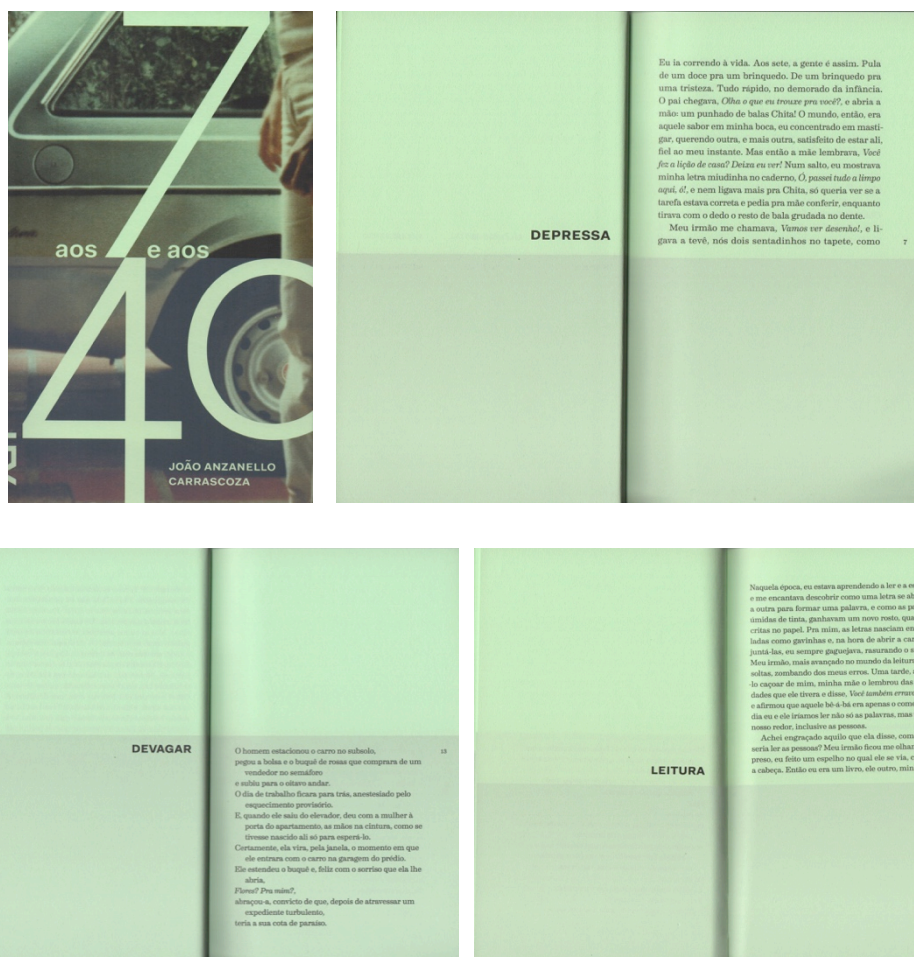 7
aos e aos
40
JOÃO ANZANELLO
CARRASCOZA
DEPRESSA
Eu ia correndo à vida. Aos sete, a gente é assim. Pula
de um doce pra um brinquedo. De um brinquedo pra
uma tristeza. Tudo rápido, no demorado da infância.
O pai chegava, Olha o que eu trouxe pra você?, e abria a
mão: um punhado de balas Chita! O mundo, então, era
aquele sabor em minha boca, eu concentrado em masti-
gar, querendo outra, e mais outra, satisfeito de estar ali,
fiel ao meu instante. Mas então a mãe lembrava, Você
fez a lição de casa? Deixa eu ver! Num salto, eu mostrava
minha letra miudinha no caderno, Ó, passei tudo a limpo
aqui, ó!, e nem ligava mais pra Chita, só queria ver se a
tarefa estava correta e pedia pra mãe conferir, enquanto
tirava com o dedo o resto de bala grudada no dente.
Meu irmão me chamava, Vamos ver desenho!, e li-
gava a tevê, nós dois sentadinhos no tapete, como
7
DEVAGAR
O homem estacionou o carro no subsolo,
pegou a bolsa e o buquê de rosas que comprara de um
vendedor no semáforo
e subiu para o oitavo andar.
O dia de trabalho ficara para trás, anestesiado pelo
esquecimento provisório.
E, quando ele saiu do elevador, deu com a mulher à
porta do apartamento, as mãos na cintura, como se
tivesse nascido ali só para esperá-lo.
Certamente, ela vira, pela janela, o momento em que
ele entrara com o carro na garagem do prédio.
Ele estendeu o buquê e, feliz com o sorriso que ela lhe
abria,
Flores? Pra mim?,
abraçou-a, convicto de que, depois de atravessar um
expediente turbulento,
teria a sua cota de paraíso.
13
LEITURA
Naquela época, eu estava aprendendo a ler e a
e me encantava descobrir como uma letra se
a outra para formar uma palavra, e como as
úmidas de tinta, ganhavam um novo rosto,
critas no papel. Pra mim, as letras nasciam
ladas como gavinhas e, na hora de abrir a
juntá-las, eu sempre gaguejava, rasurando o
Meu irmão, mais avançado no mundo da
soltas, zombando dos meus erros. Uma tarde,
-lo caçoar de mim, minha mãe o lembrou das
dades que ele tivera e disse, Você também
e afirmou que aquele bê-á-bá era apenas o
dia eu e ele iríamos ler não só as palavras, mas
nosso redor, inclusive as pessoas.
Achei engraçado aquilo que ela disse,
seria ler as pessoas? Meu irmão ficou me
preso, eu feito um espelho no qual ele se via,
a cabeça. Então eu era um livro, ele outro,